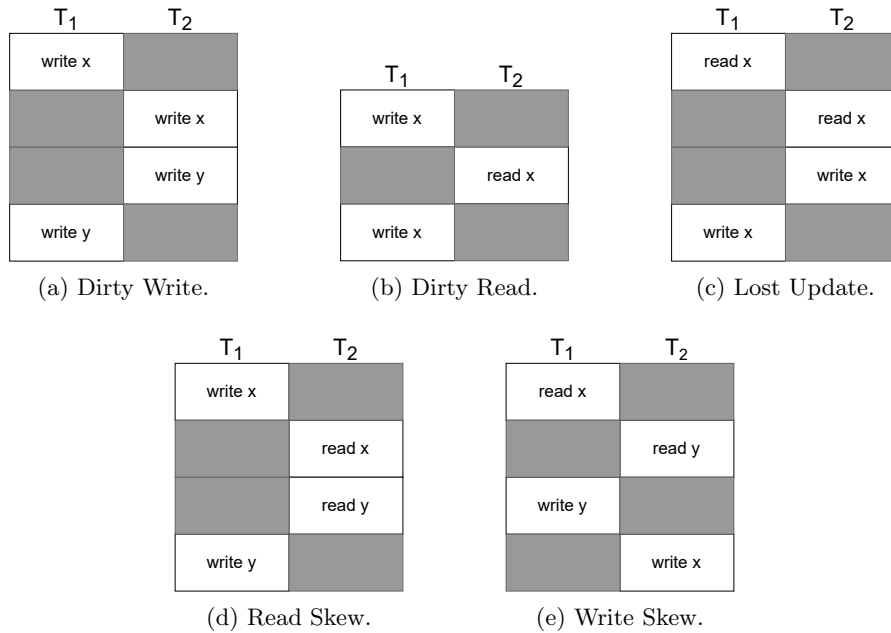 T1 T2
write x
write x
write y
write y
(a) Dirty Write.
T1 T2
write x
read x
write x
(b) Dirty Read.
T1 T2
read x
read x
write x
write x
(c) Lost Update.
T1 T2
write x
read x
read y
write y
(d) Read Skew.
T1 T2
read x
read y
write y
write x
(e) Write Skew.